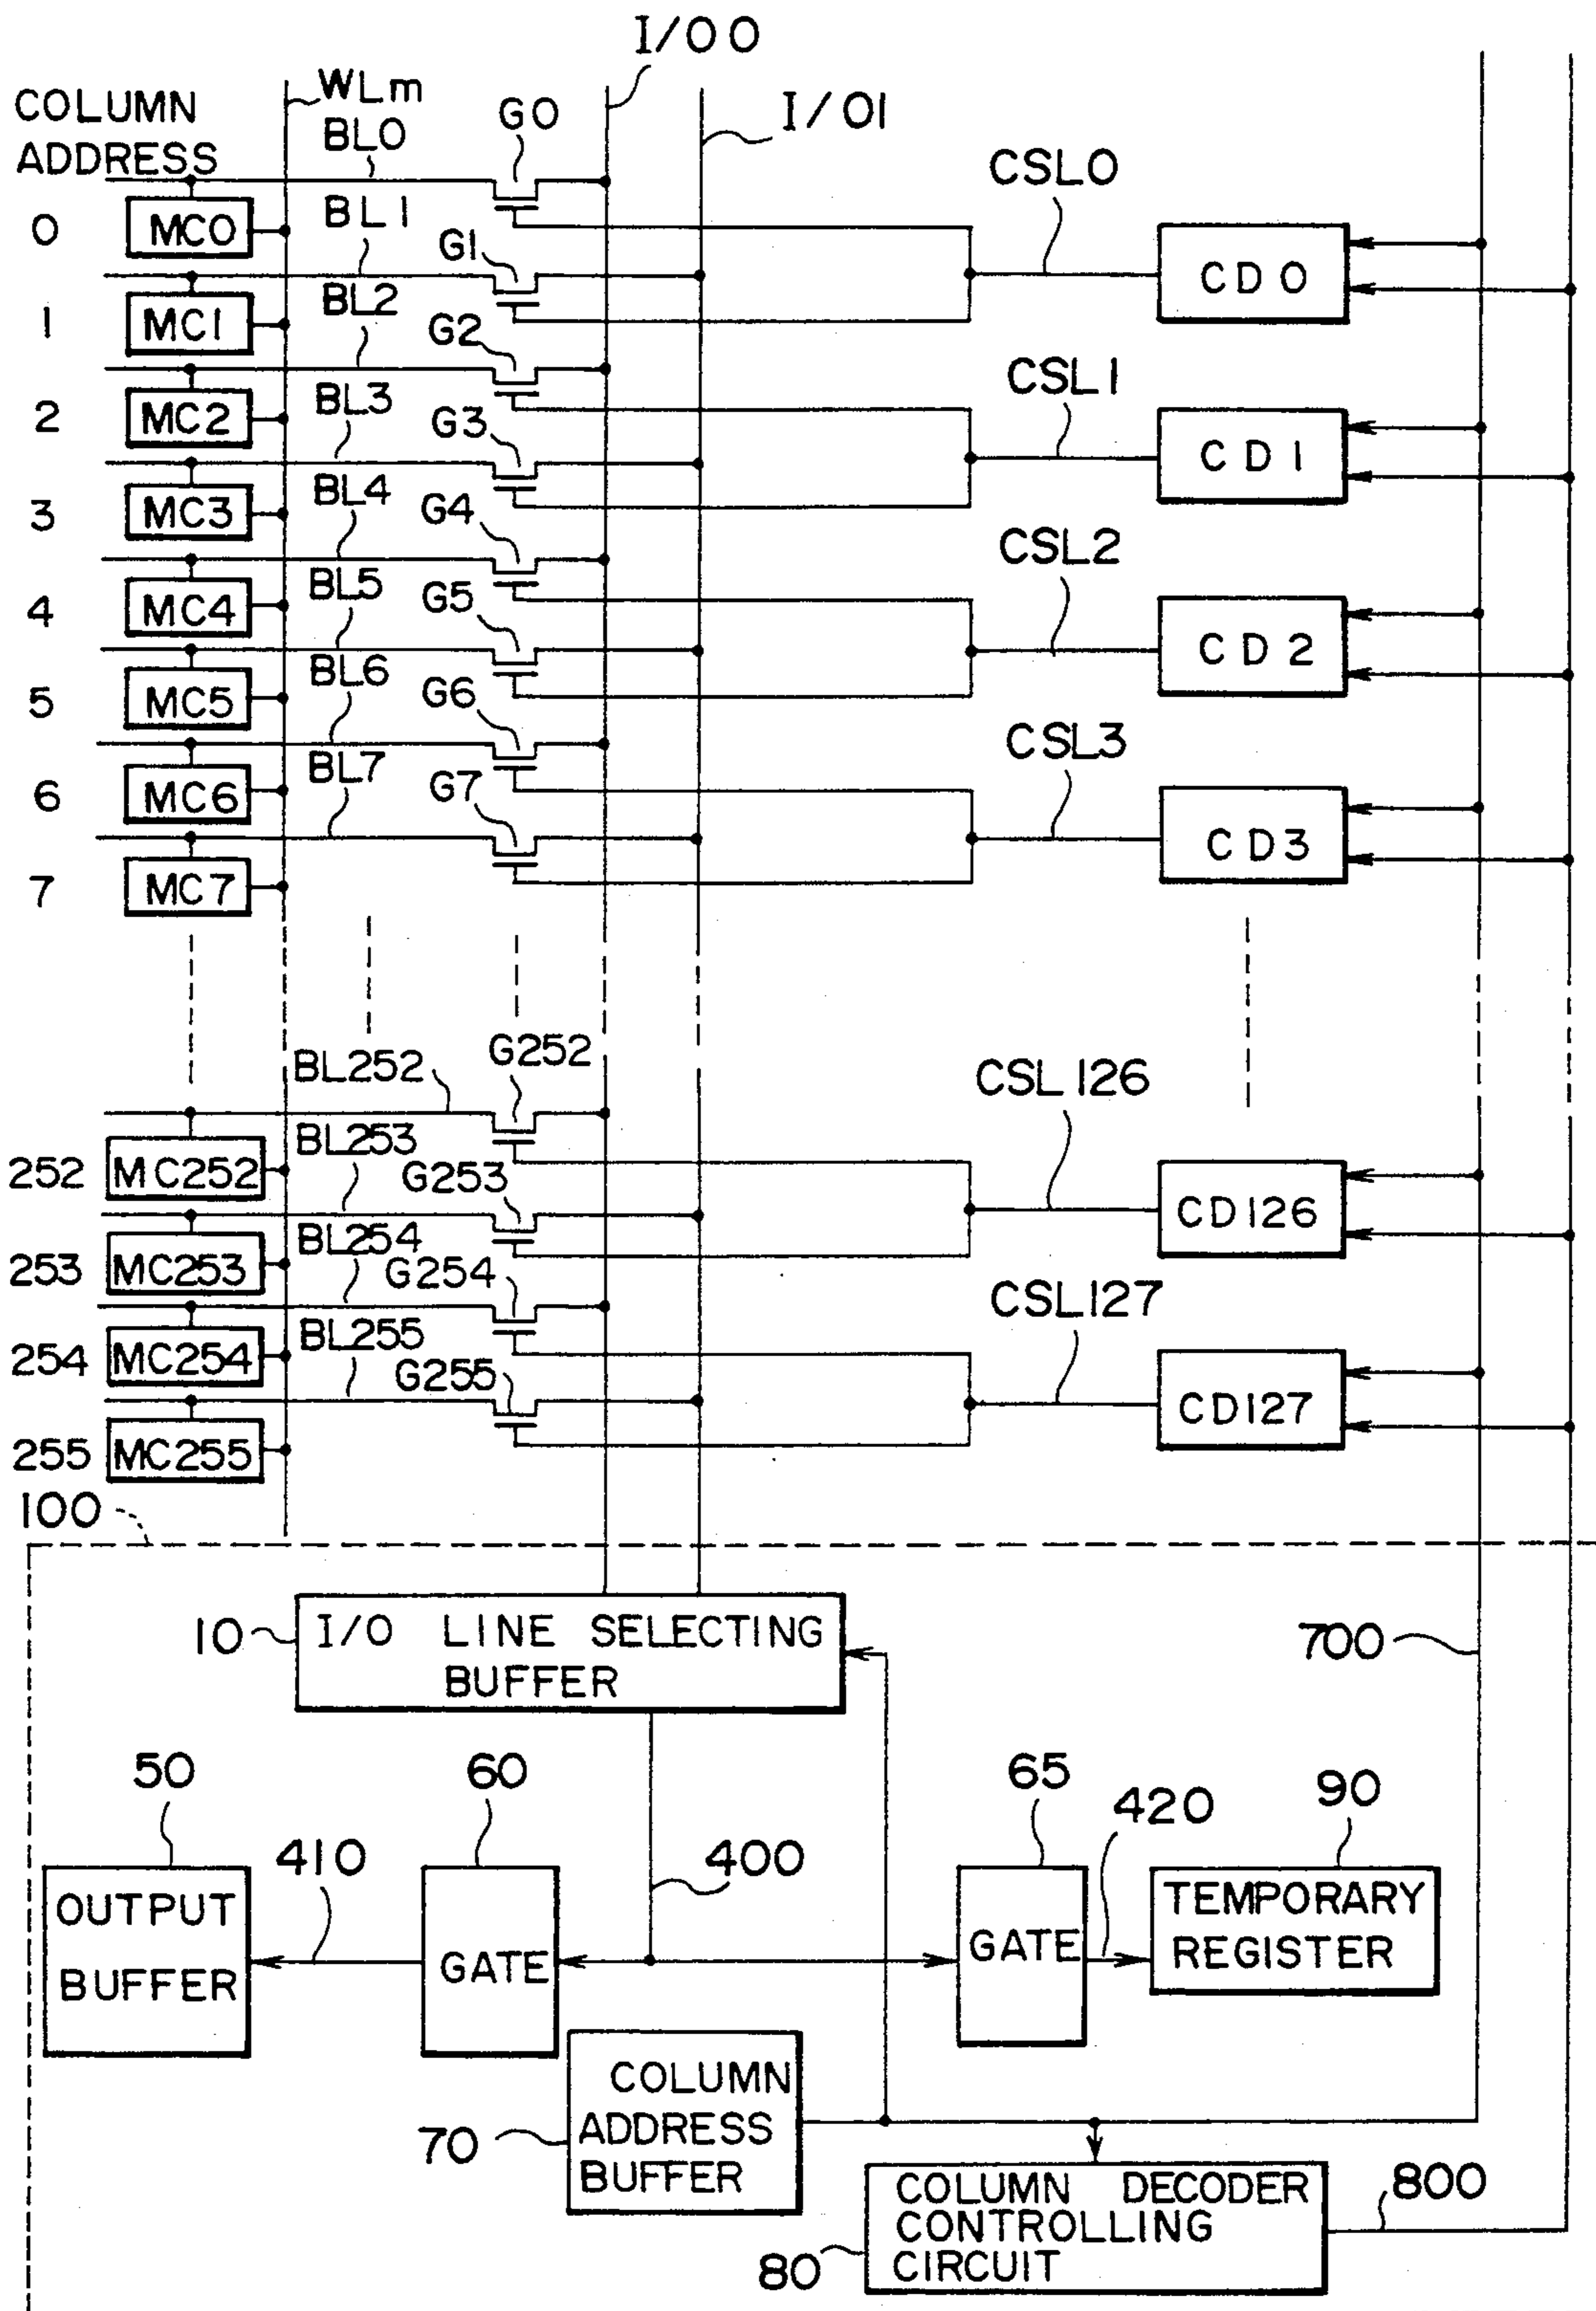 I/O0
WLm
COLUMN
ADDRESS
BL0
G0
I/O1
CSL0
0
MC0
BL1
G1
CD0
1
MC1
BL2
G2
CSL1
2
MC2
BL3
G3
CD1
3
MC3
BL4
G4
CSL2
4
MC4
BL5
G5
CD2
5
MC5
BL6
G6
CSL3
6
MC6
BL7
G7
CD3
7
MC7
BL252
G252
CSL126
252
MC252
BL253
G253
CD126
253
MC253
BL254
G254
CSL127
254
MC254
BL255
G255
CD127
255
MC255
100
10
I/O LINE SELECTING
BUFFER
700
50
60
65
90
410
400
420
OUTPUT
BUFFER
GATE
GATE
TEMPORARY
REGISTER
70
COLUMN
ADDRESS
BUFFER
80
COLUMN DECODER
CONTROLLING
CIRCUIT
800